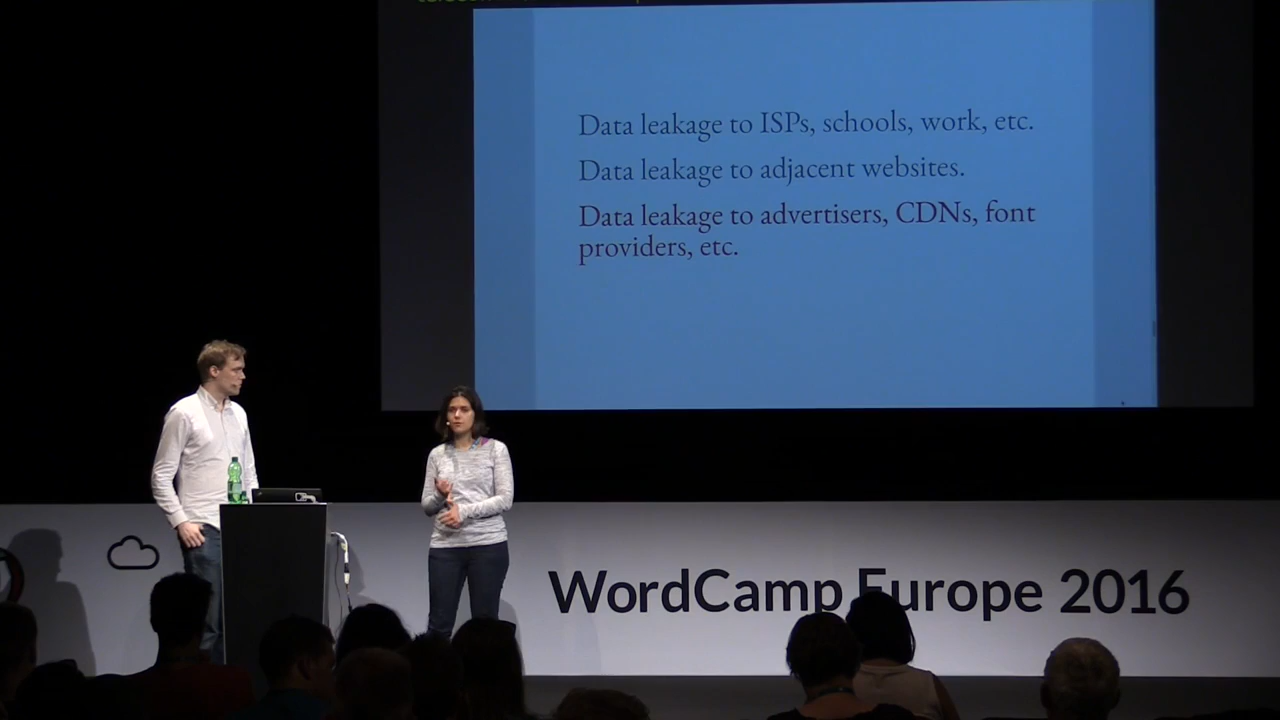 Data leakage to ISPs, schools, work, etc.
Data leakage to adjacent websites.
Data leakage to advertisers, CDNs, font
providers, etc.
WordCamp Europe 2016